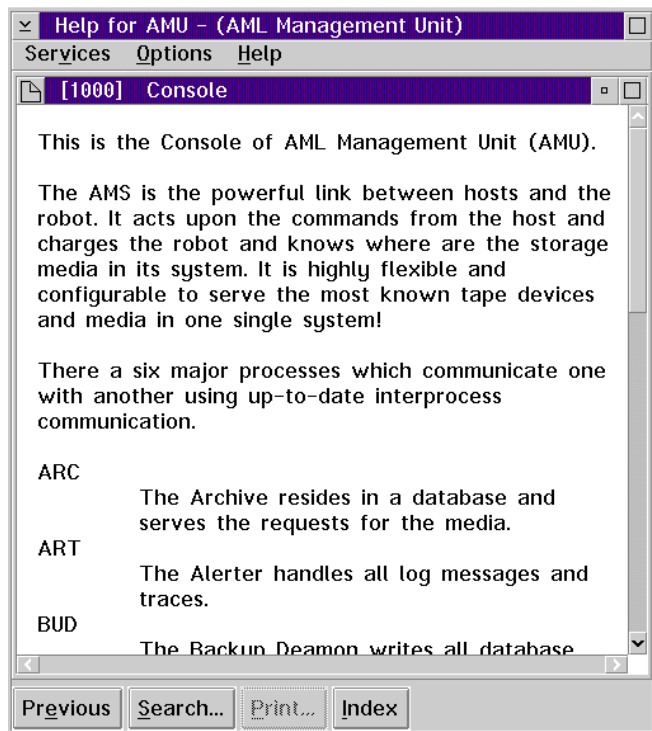 Help for AMU - (AML Management Unit)
Services Options Help
[1000] Console
This is the Console of AML Management Unit (AMU).
The AMS is the powerful link between hosts and the
robot. It acts upon the commands from the host and
charges the robot and knows where are the storage
media in its system. It is highly flexible and
configurable to serve the most known tape devices
and media in one single system!
There a six major processes which communicate one
with another using up-to-date interprocess
communication.
ARC
The Archive resides in a database and
serves the requests for the media.
ART
The Alerter handles all log messages and
traces.
BUD
The Backup Deamon writes all database
Previous Search... Print... Index